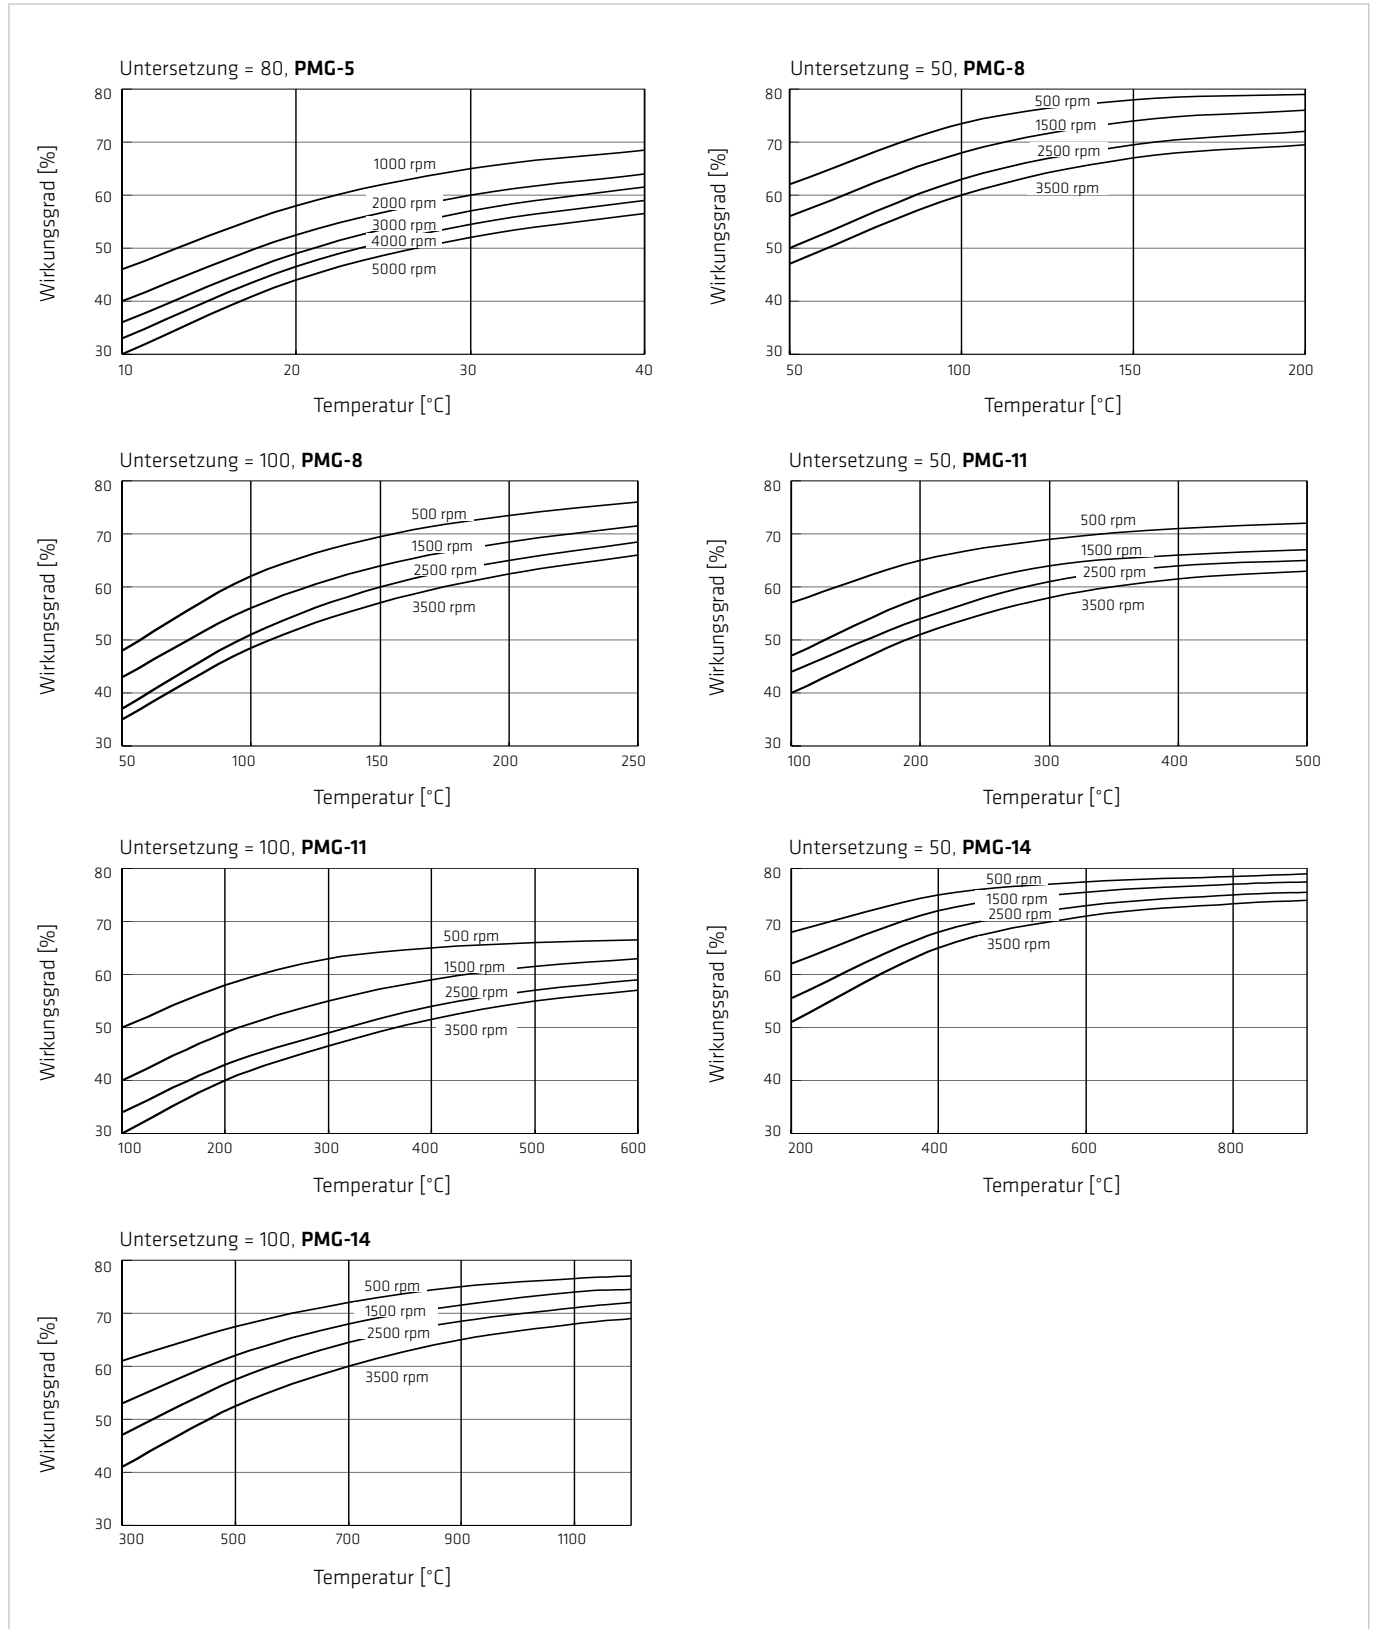 Untersetzung = 80, PMG-5
80
70
60
50
40
30
Wirkungsgrad [%]
1000 rpm
2000 rpm
3000 rpm
4000 rpm
5000 rpm
10 20 30 40
Temperatur [°C]
Untersetzung = 50, PMG-8
80
70
60
50
40
30
Wirkungsgrad [%]
500 rpm
1500 rpm
2500 rpm
3500 rpm
50 100 150 200
Temperatur [°C]
Untersetzung = 100, PMG-8
80
70
60
50
40
30
Wirkungsgrad [%]
500 rpm
1500 rpm
2500 rpm
3500 rpm
50 100 150 200 250
Temperatur [°C]
Untersetzung = 50, PMG-11
80
70
60
50
40
30
Wirkungsgrad [%]
500 rpm
1500 rpm
2500 rpm
3500 rpm
100 200 300 400 500
Temperatur [°C]
Untersetzung = 100, PMG-11
80
70
60
50
40
30
Wirkungsgrad [%]
500 rpm
1500 rpm
2500 rpm
3500 rpm
100 200 300 400 500 600
Temperatur [°C]
Untersetzung = 50, PMG-14
80
70
60
50
40
30
Wirkungsgrad [%]
500 rpm
1500 rpm
2500 rpm
3500 rpm
200 400 600 800
Temperatur [°C]
Untersetzung = 100, PMG-14
80
70
60
50
40
30
Wirkungsgrad [%]
500 rpm
1500 rpm
2500 rpm
3500 rpm
300 500 700 900 1100
Temperatur [°C]